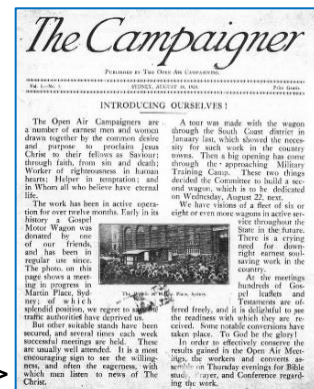 The Campaigner
PUBLISHED BY THE OPEN AIR CAMPAIGNERS
Vol. 1.—No. 1. SYDNEY, AUGUST Price Gratis.
INTRODUCING OURSELVES!
The Open Air Campaigners are
a number of earnest men and women
drawn together by the common desire
and purpose to proclaim Jesus
Christ to their fellows as Saviour;
through faith, from sin and death;
Worker of righteousness in human
hearts; Helper in temptation; and
in Whom all who believe have eternal
life.
The work has been in active opera-
tion for over twelve months. Early in its
history a Gospel
Motor Wagon was
donated by one
of our friends,
and has been in
regular use since.
The photo. on this
page shows a meet-
ing in progress in
Martin Place, Syd-
ney; of which
splendid position, we regret to say
traffic authorities have deprived us.
But other suitable stands have been
secured, and several times each week
successful meetings are held. These
are usually well attended. It is a most
encouraging sign to see the willing-
ness, and often the eagerness, with
which men listen to news of The
Christ.
A tour was made with the wagon
through the South Coast district in
January last, which showed the neces-
sity for such work in the country
towns. Then a big opening has come
through the approaching Military
Training Camp. These two things
decided the Committee to build a sec-
ond wagon, which is to be dedicated
on Wednesday, August 22, next.
We have visions of a fleet of six or
eight or even more wagons in active ser-
vice throughout the
State in the future.
There is a crying
need for down-
right earnest soul-
saving work in the
country.
At the meetings
hundreds of Gos-
pel leaflets and
Testaments are of-
fered freely, and it is delightful to see
the readiness with which they are re-
ceived. Some notable conversions have
taken place. To God be the glory!
In order to effectively conserve the
results gained in the Open Air Meet-
ings, the workers and converts as-
semble on Thursday evenings for Bible
study, Prayer, and Conference regard-
ing the work.
Place, Sydney
>